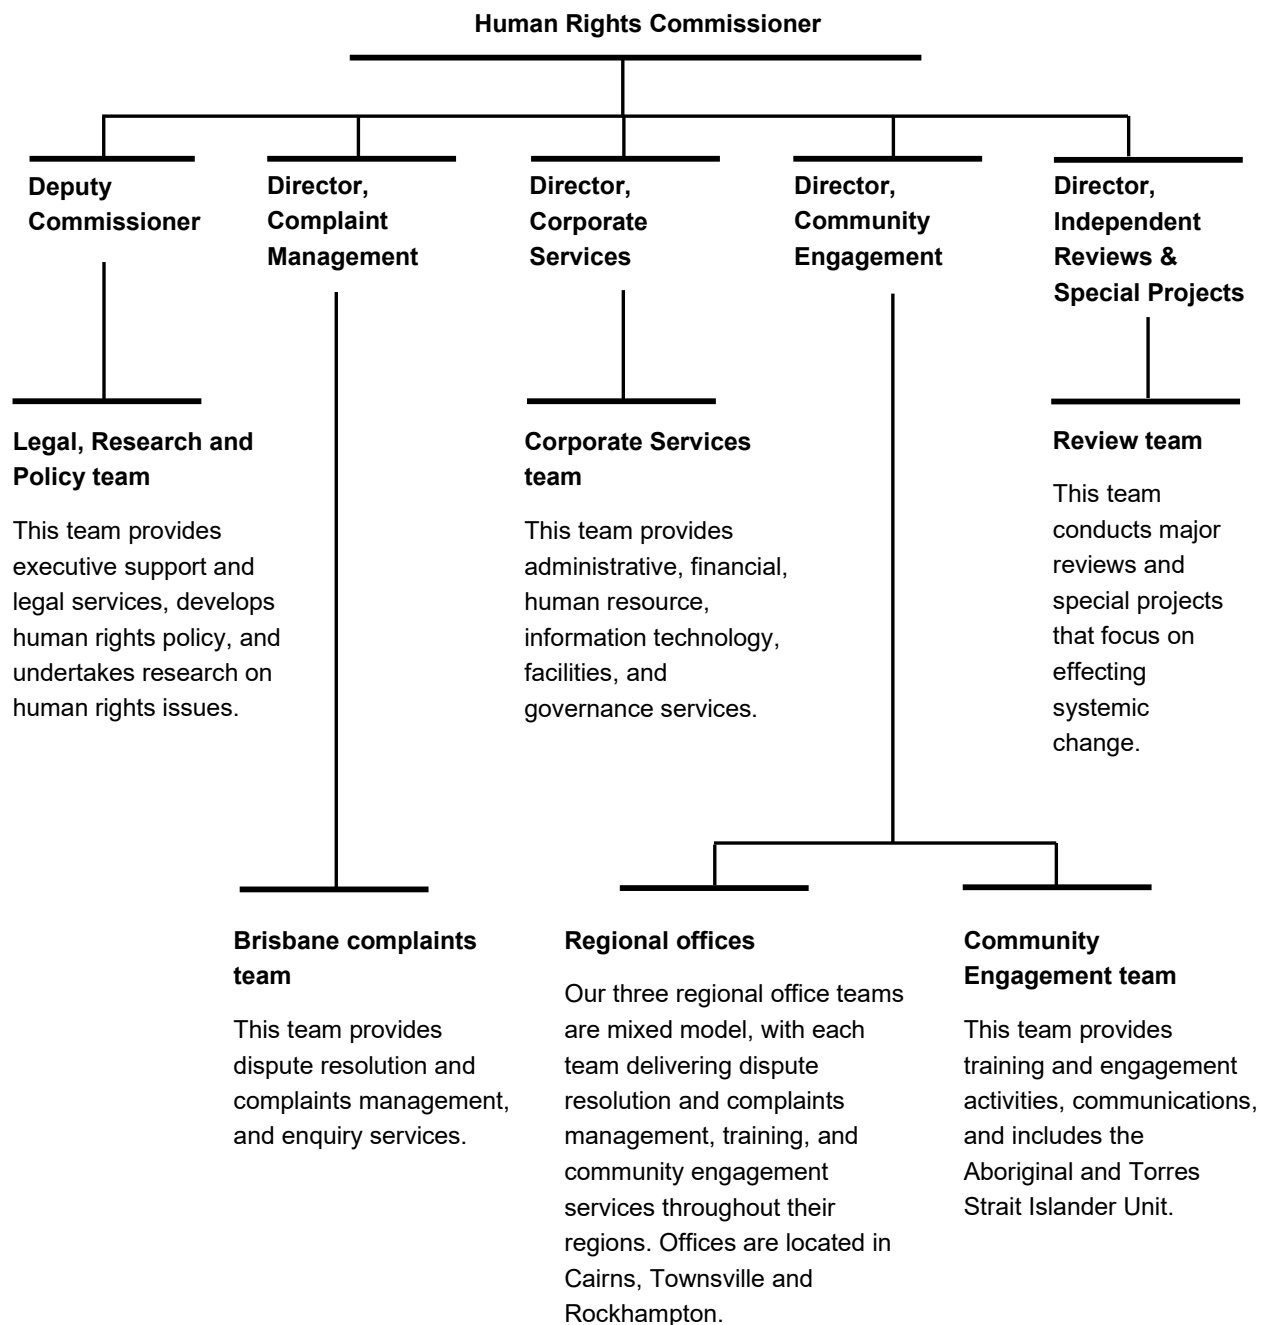 Human Rights Commissioner
Deputy
Commissioner
Director,
Complaint
Management
Director,
Corporate
Services
Director,
Community
Engagement
Director,
Independent
Reviews &
Special Projects
Legal, Research and
Policy team
This team provides
executive support and
legal services, develops
human rights policy, and
undertakes research on
human rights issues.
Corporate Services
team
This team provides
administrative, financial,
human resource,
information technology,
facilities, and
governance services.
Review team
This team
conducts major
reviews and
special projects
that focus on
effecting
systemic
change.
Brisbane complaints
team
This team provides
dispute resolution and
complaints management,
and enquiry services.
Regional offices
Our three regional office teams
are mixed model, with each
team delivering dispute
resolution and complaints
management, training, and
community engagement
services throughout their
regions. Offices are located in
Cairns, Townsville and
Rockhampton.
Community
Engagement team
This team provides
training and engagement
activities, communications,
and includes the
Aboriginal and Torres
Strait Islander Unit.